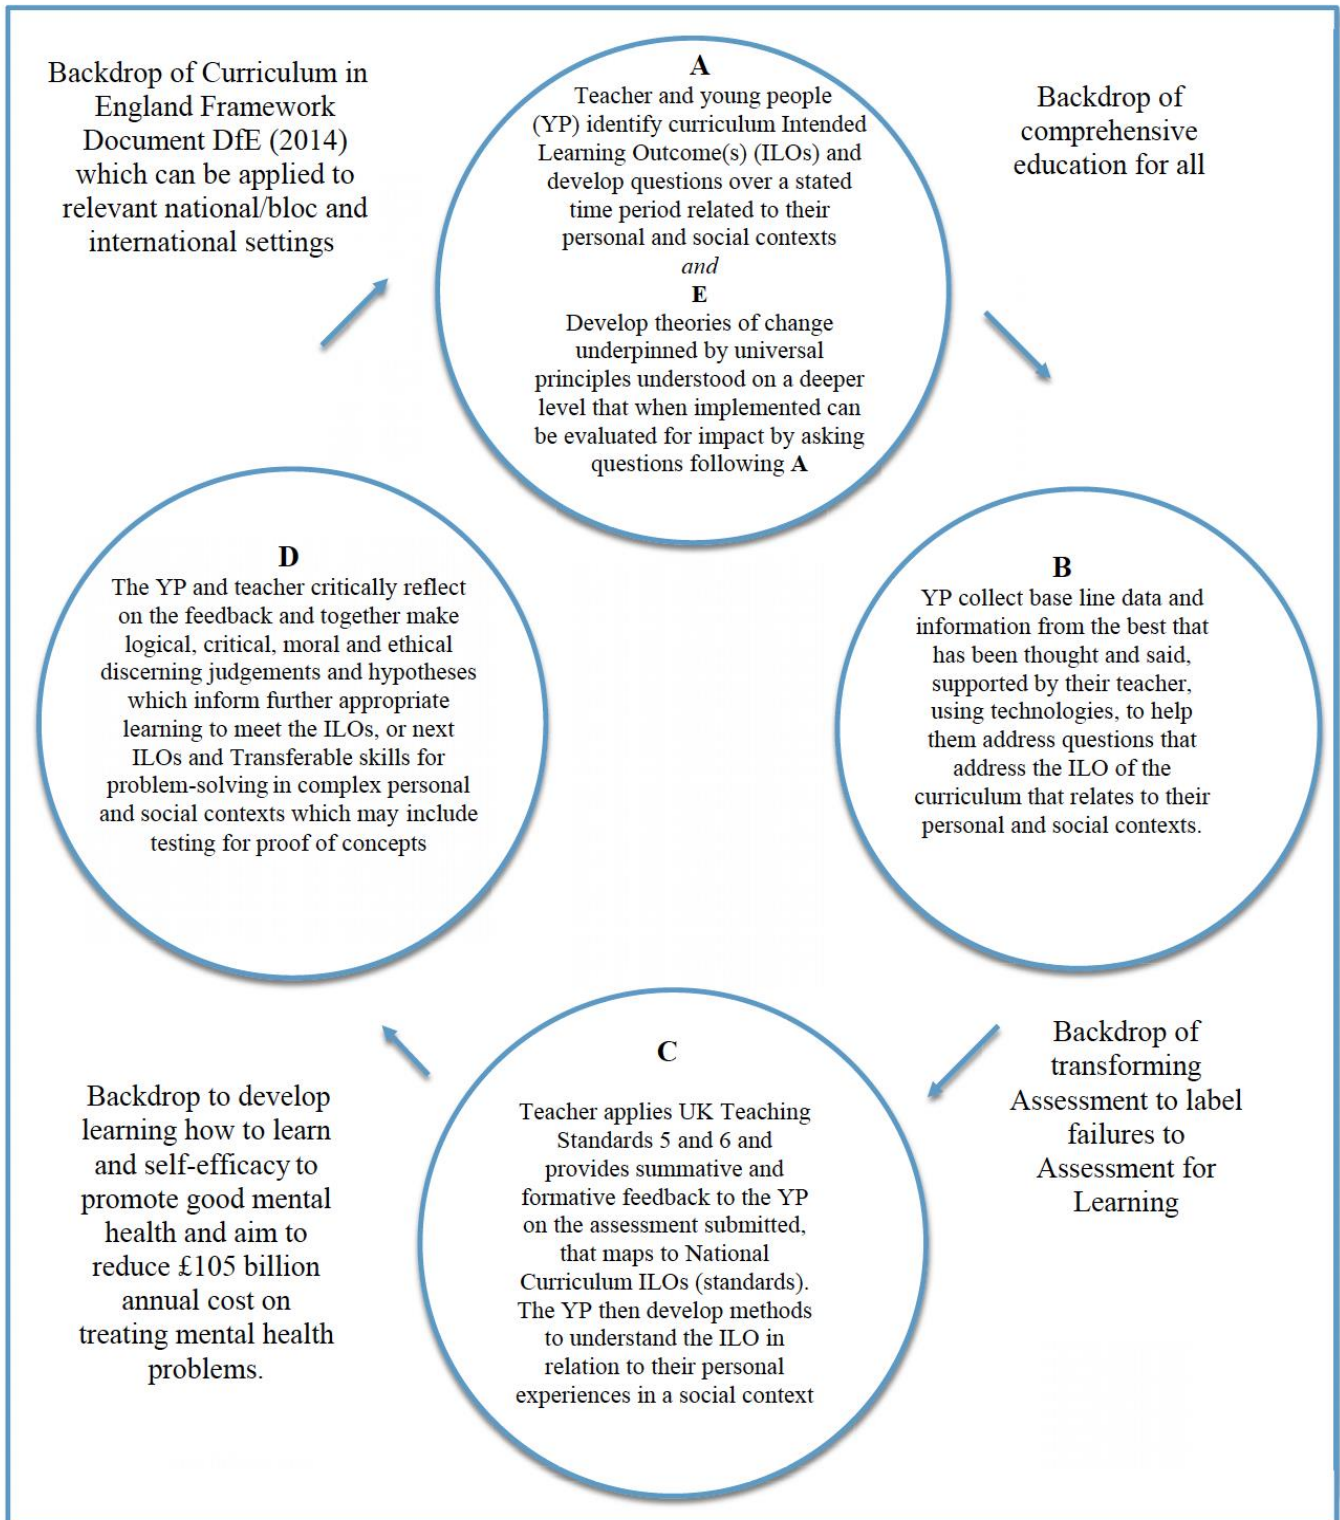 Backdrop of Curriculum in
England Framework
Document DfE (2014)
which can be applied to
relevant national/bloc and
international settings
A
Teacher and young people
(YP) identify curriculum Intended
Learning Outcome(s) (ILOs) and
develop questions over a stated
time period related to their
personal and social contexts
and
E
Develop theories of change
underpinned by universal
principles understood on a deeper
level that when implemented can
be evaluated for impact by asking
questions following A
Backdrop of
comprehensive
education for all
D
The YP and teacher critically reflect
on the feedback and together make
logical, critical, moral and ethical
discerning judgements and hypotheses
which inform further appropriate
learning to meet the ILOs, or next
ILOs and Transferable skills for
problem-solving in complex personal
and social contexts which may include
testing for proof of concepts
B
YP collect base line data and
information from the best that
has been thought and said,
supported by their teacher,
using technologies, to help
them address questions that
address the ILO of the
curriculum that relates to their
personal and social contexts.
Backdrop to develop
learning how to learn
and self-efficacy to
promote good mental
health and aim to
reduce £105 billion
annual cost on
treating mental health
problems.
C
Teacher applies UK Teaching
Standards 5 and 6 and
provides summative and
formative feedback to the YP
on the assessment submitted,
that maps to National
Curriculum ILOs (standards).
The YP then develop methods
to understand the ILO in
relation to their personal
experiences in a social context
Backdrop of
transforming
Assessment to label
failures to
Assessment for
Learning